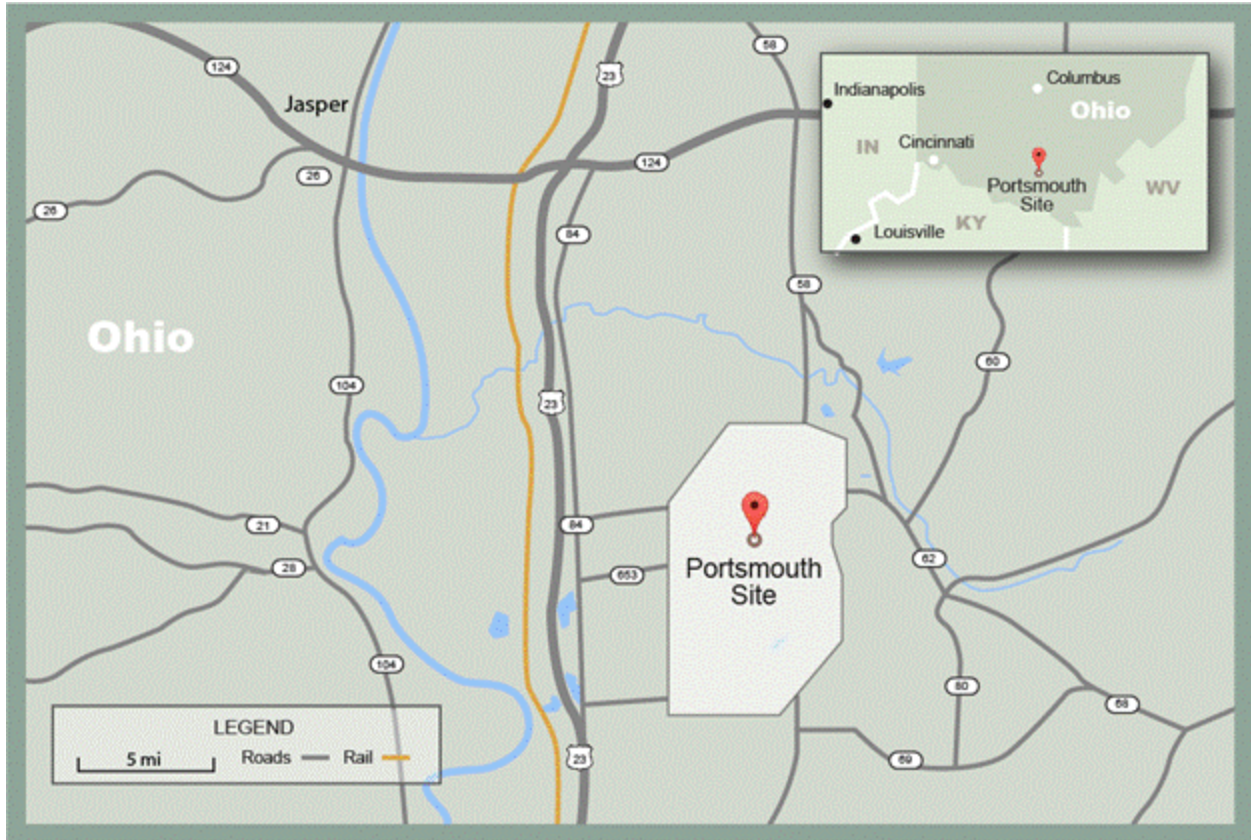 58
124
23
Jasper
124
26
26
84
58
Ohio
104
23
60
21
84
28
653
62
Portsmouth
Site
104
80
68
69
23
LEGEND
5 mi
Roads
Rail
Columbus
Indianapolis
Ohio
IN
Cincinnati
Portsmouth
Site
WV
KY
Louisville